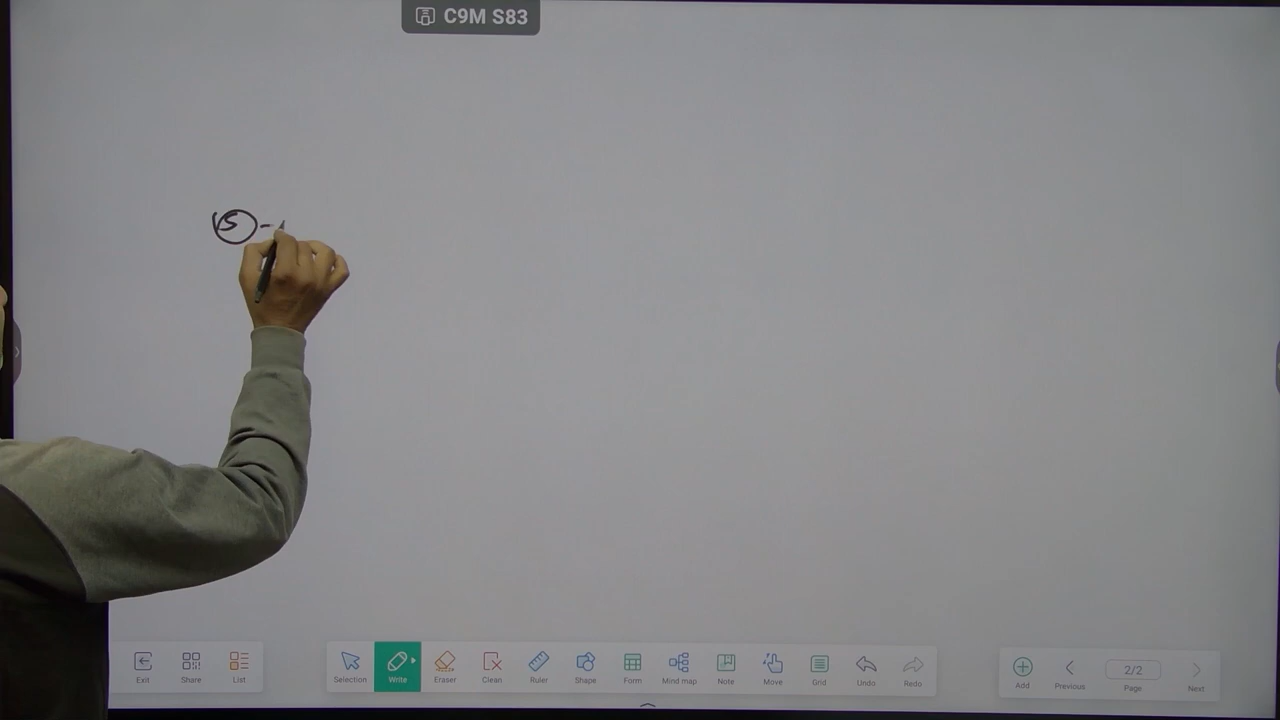 C9M S83
Exit
Share
List
Selection
Write
Eraser
Clean
Ruler
Shape
Form
Mind map
Note
Move
Grid
Undo
Redo
Add
Previous
2/2
Page
Next